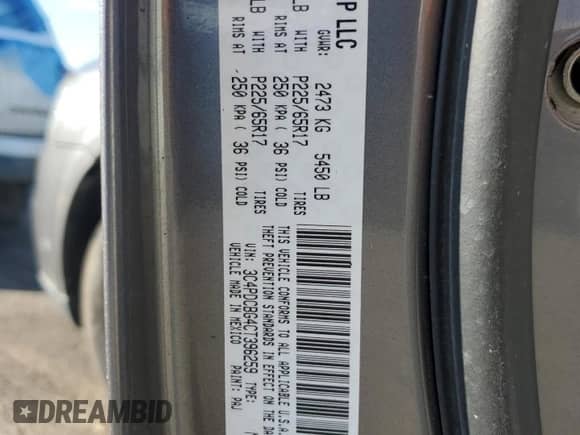 P LLC
GVWR: 2473 KG 5450 LB
LB WITH P225/65R17 TIRES
RIMS AT 250 KPA ( 36 PSI) COLD
LB WITH P225/65R17 TIRES
RIMS AT 250 KPA ( 36 PSI) COLD
THIS VEHICLE CONFORMS TO ALL APPLICABLE U.S.A.
THEFT PREVENTION STANDARDS IN EFFECT ON THE DA
VIN: 3C4PDCBG4CT396259 TYPE:
VEHICLE MADE IN MEXICO PAINT: PAJ
DREAMBID